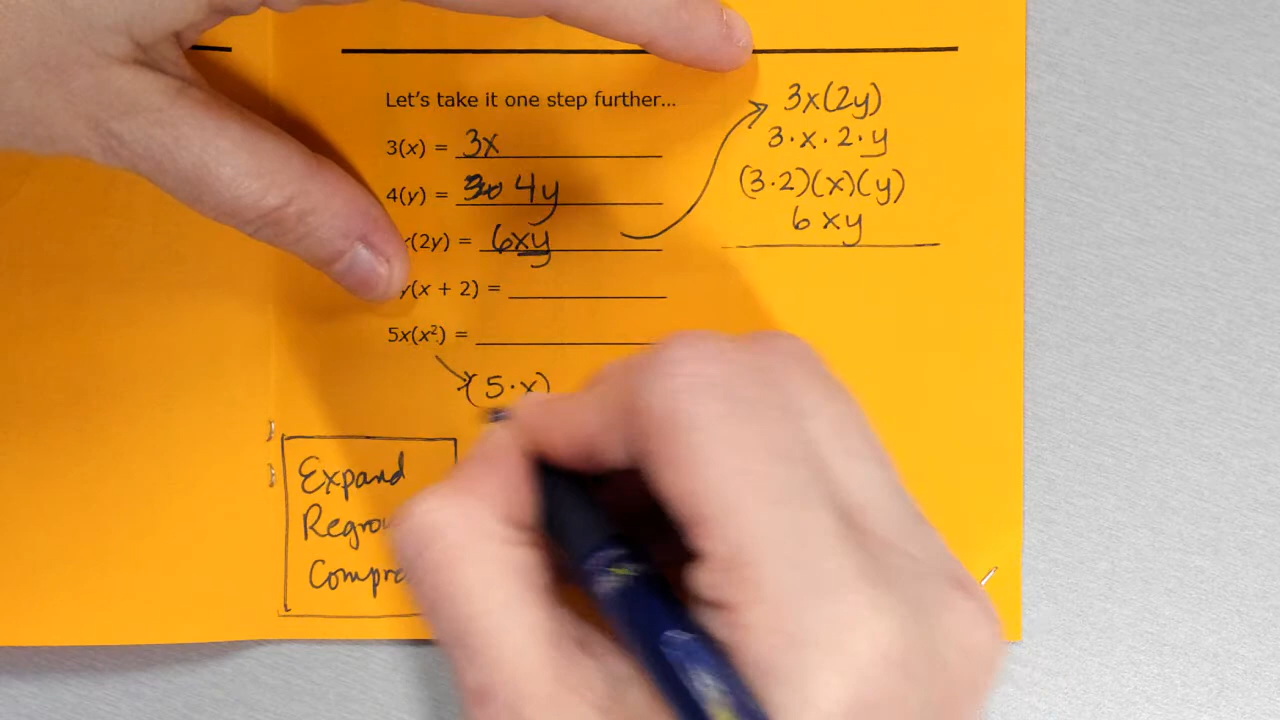 Let's take it one step further...
3(x) = 3x
4(y) = 4y
(2y) = 6xy
(x + 2) =
5x(x²) =
(5·x)
3x(2y)
3·x·2·y
(3·2)(x)(y)
6xy
Expand